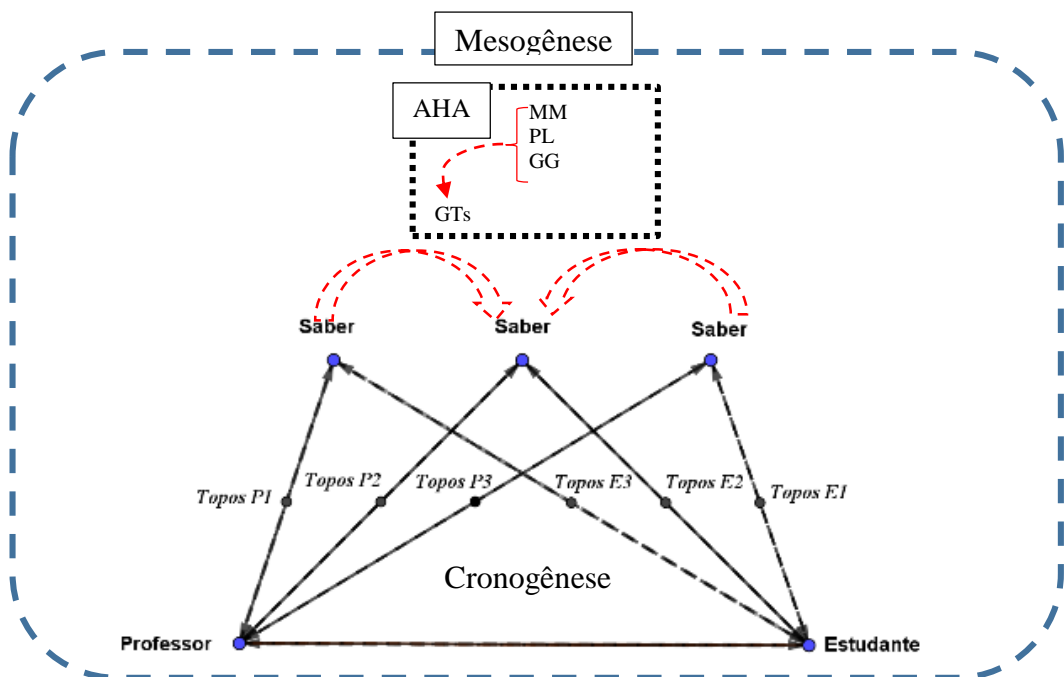 Mesogênese
AHA
MM
PL
GG
GTs
Saber
Saber
Saber
Topos P1
Topos P2
Topos P3
Topos E3
Topos E2
Topos E1
Cronogênese
Professor
Estudante